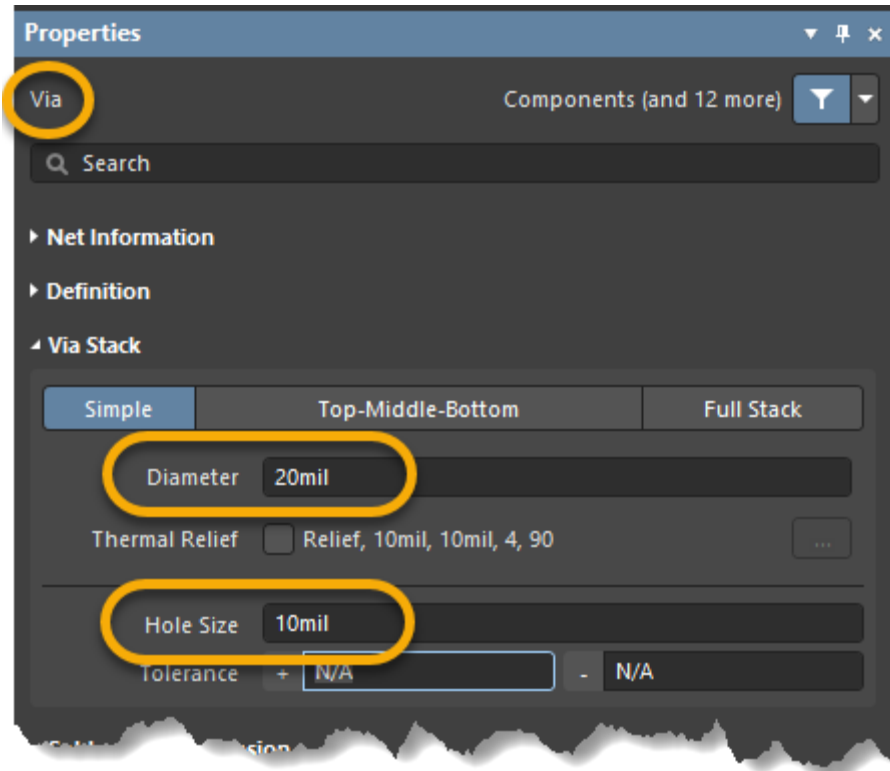 Properties
Via Components (and 12 more)
Search
Net Information
Definition
Via Stack
Simple Top-Middle-Bottom Full Stack
Diameter 20mil
Thermal Relief Relief, 10mil, 10mil, 4, 90 ...
Hole Size 10mil
Tolerance + N/A - N/A